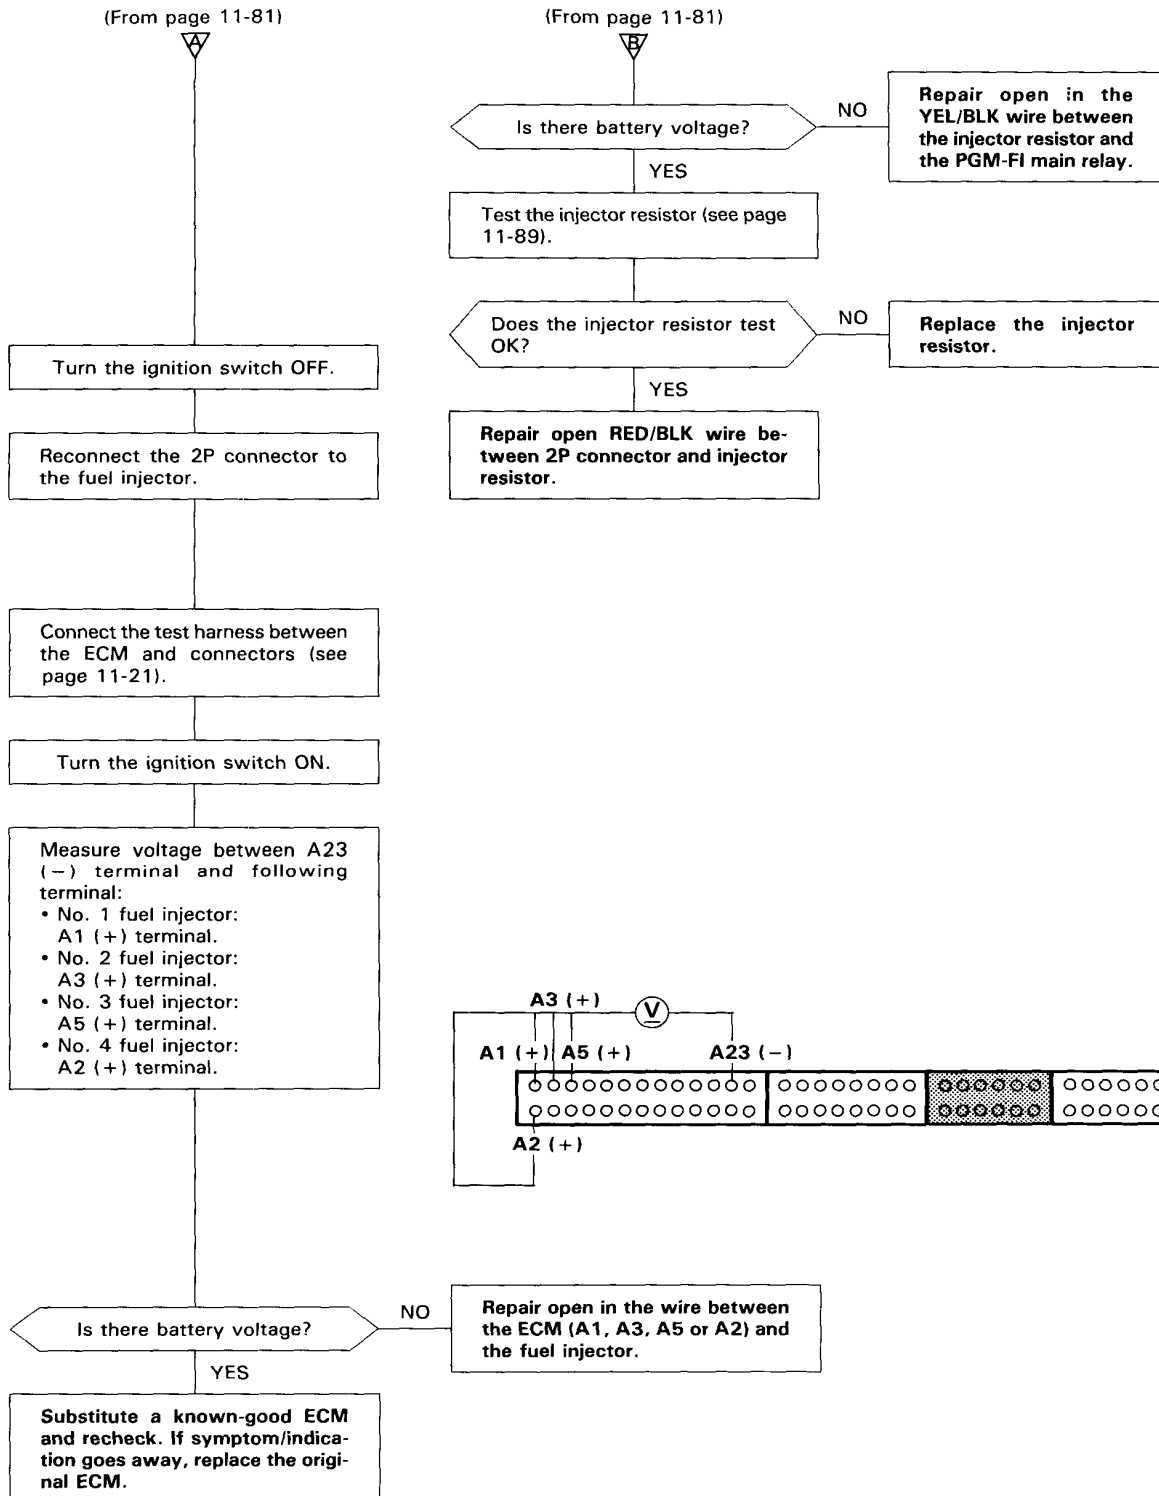 (From page 11-81)
A
Turn the ignition switch OFF.
Reconnect the 2P connector to
the fuel injector.
Connect the test harness between
the ECM and connectors (see
page 11-21).
Turn the ignition switch ON.
Measure voltage between A23
(−) terminal and following
terminal:
• No. 1 fuel injector:
A1 (+) terminal.
• No. 2 fuel injector:
A3 (+) terminal.
• No. 3 fuel injector:
A5 (+) terminal.
• No. 4 fuel injector:
A2 (+) terminal.
Is there battery voltage?
NO
Repair open in the wire between
the ECM (A1, A3, A5 or A2) and
the fuel injector.
YES
Substitute a known-good ECM
and recheck. If symptom/indica-
tion goes away, replace the origi-
nal ECM.
(From page 11-81)
B
Is there battery voltage?
NO
Repair open in the
YEL/BLK wire between
the injector resistor and
the PGM-FI main relay.
YES
Test the injector resistor (see page
11-89).
Does the injector resistor test
OK?
NO
Replace the injector
resistor.
YES
Repair open RED/BLK wire be-
tween 2P connector and injector
resistor.
A3 (+)
V
A1 (+) A5 (+) A23 (−)
A2 (+)